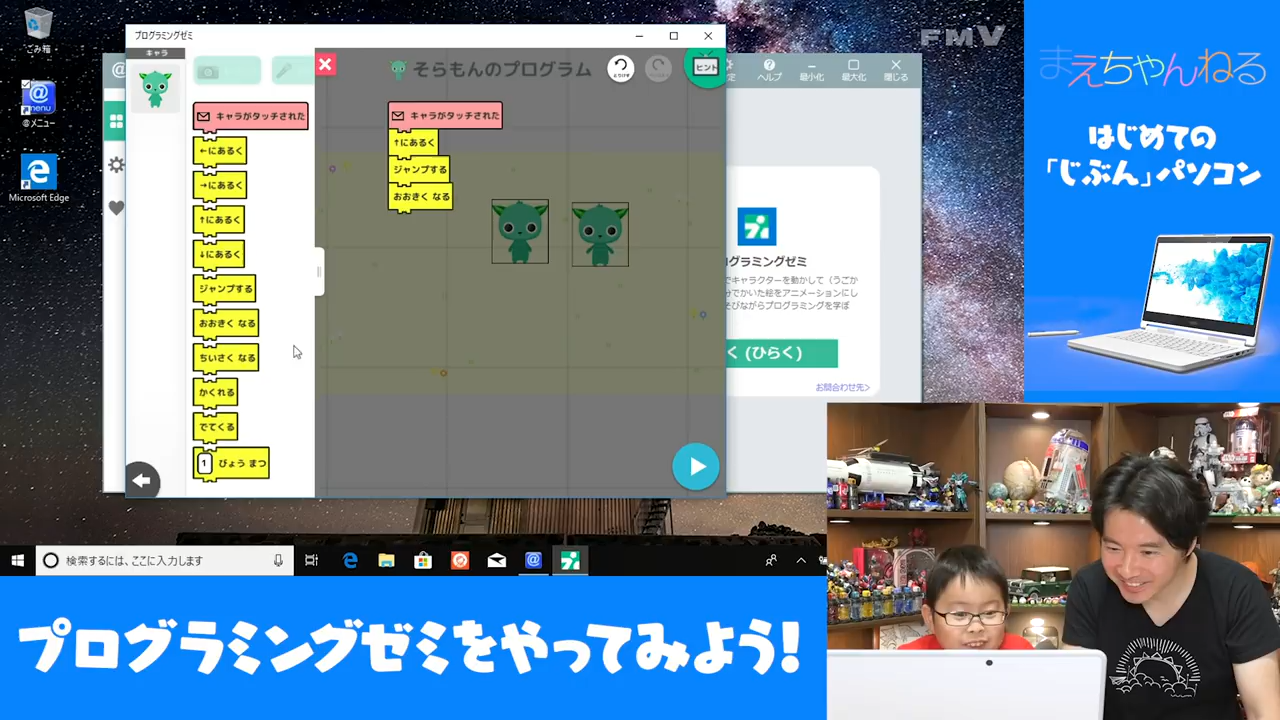 ごみ箱
@メニュー
Microsoft Edge
プログラミングゼミ
キャラ
そらもんのプログラム
ヒント
キャラがタッチされた
←にあるく
→にあるく
↑にあるく
↓にあるく
ジャンプする
おおきく なる
ちいさく なる
かくれる
でてくる
1 びょう まつ
キャラがタッチされた
↑にあるく
ジャンプする
おおきく なる
FMV
ヘルプ
最小化
最大化
閉じる
グラミングゼミ
でキャラクターを動かして（うごか
分でかいた絵をアニメーションにし
そびながらプログラミングを学ぼ
く (ひらく)
お問合わせ先>
検索するには、ここに入力します
まえちゃんねる
はじめての
「じぶん」パソコン
プログラミングゼミをやってみよう!